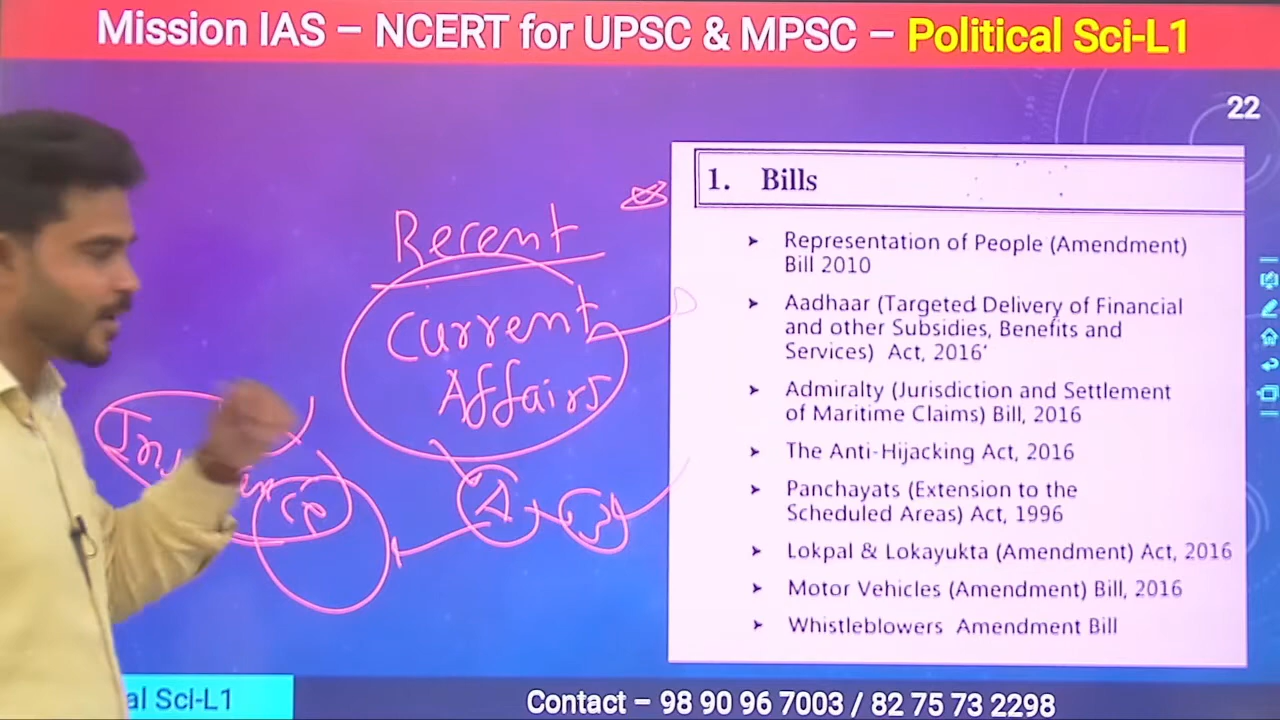 Mission IAS – NCERT for UPSC & MPSC – Political Sci-L1
22
1. Bills
➤ Representation of People (Amendment)
Bill 2010
➤ Aadhaar (Targeted Delivery of Financial
and other Subsidies, Benefits and
Services) Act, 2016'
➤ Admiralty (Jurisdiction and Settlement
of Maritime Claims) Bill, 2016
➤ The Anti-Hijacking Act, 2016
➤ Panchayats (Extension to the
Scheduled Areas) Act, 1996
➤ Lokpal & Lokayukta (Amendment) Act, 2016
➤ Motor Vehicles (Amendment) Bill, 2016
➤ Whistleblowers Amendment Bill
Recent
Current
Affairs
al Sci-L1
Contact – 98 90 96 7003 / 82 75 73 2298